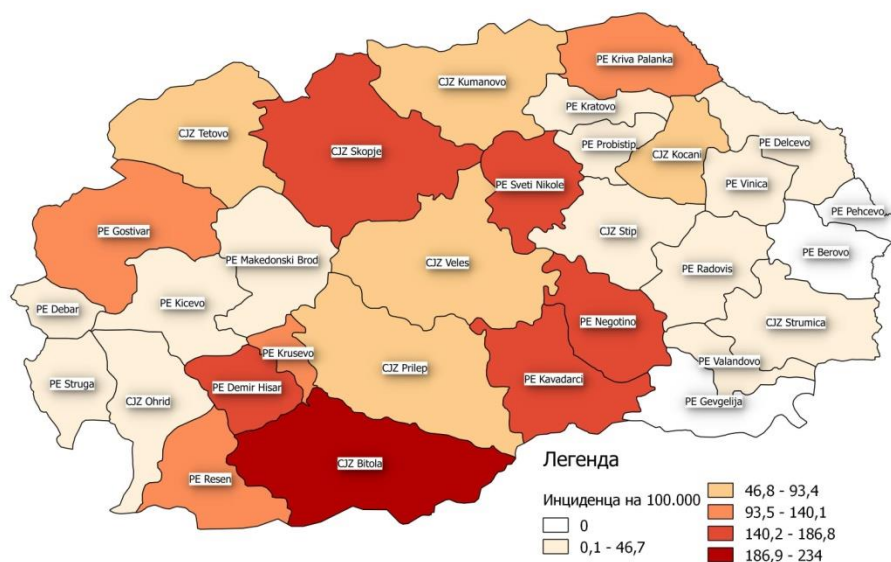 PE Kriva Palanka
CJZ Kumanovo
PE Kratovo
CJZ Tetovo
CJZ Skopje
PE Probistip
PE Delcevo
CJZ Kocani
PE Sveti Nikole
PE Vinica
PE Pehcevo
PE Gostivar
CJZ Stip
PE Berovo
PE Makedonski Brod
CJZ Veles
PE Radovis
PE Debar
PE Kicevo
PE Negotino
CJZ Strumica
PE Krusevo
PE Valandovo
CJZ Prilep
PE Struga
PE Demir Hisar
PE Kavadarci
CJZ Ohrid
PE Gevgelija
CJZ Bitola
PE Resen
Легенда
Инциденца на 100.000
0
0,1 - 46,7
46,8 - 93,4
93,5 - 140,1
140,2 - 186,8
186,9 - 234